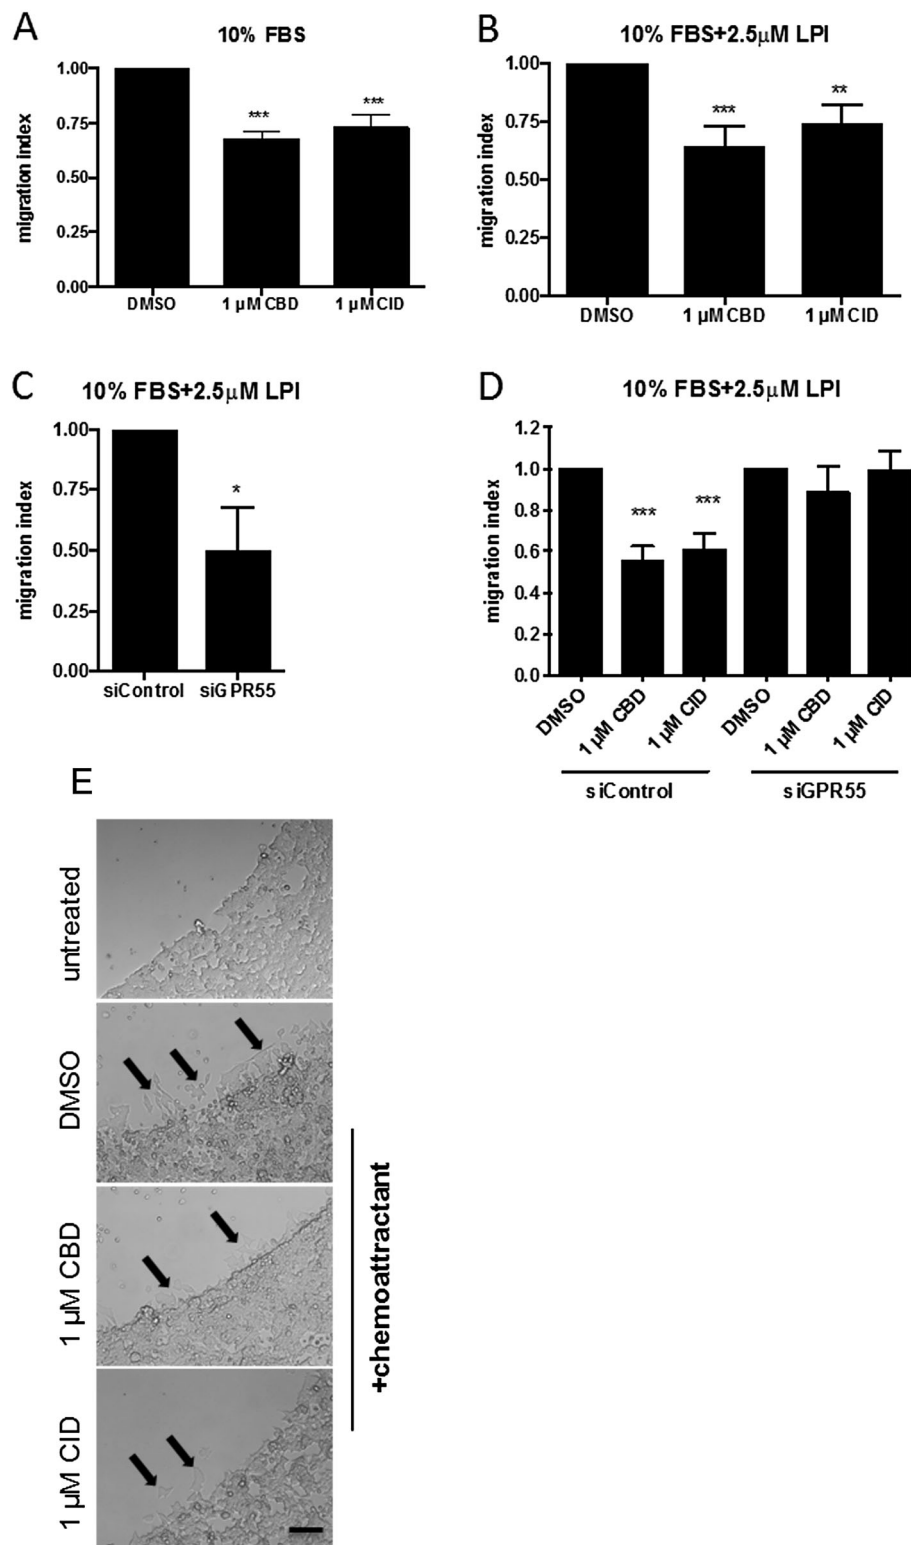 A
10% FBS
migration index
1.00
0.75
0.50
0.25
0.00
***
***
DMSO
1 µM CBD
1 µM CID
B
10% FBS+2.5µM LPI
migration index
1.00
0.75
0.50
0.25
0.00
***
**
DMSO
1 µM CBD
1 µM CID
C
10% FBS+2.5µM LPI
migration index
1.00
0.75
0.50
0.25
0.00
*
siControl
siGPR55
D
10% FBS+2.5µM LPI
migration index
1.2
1.0
0.8
0.6
0.4
0.2
0.0
***
***
DMSO
1 µM CBD
1 µM CID
DMSO
1 µM CBD
1 µM CID
siControl
siGPR55
E
untreated
DMSO
1 µM CBD
1 µM CID
+chemoattractant